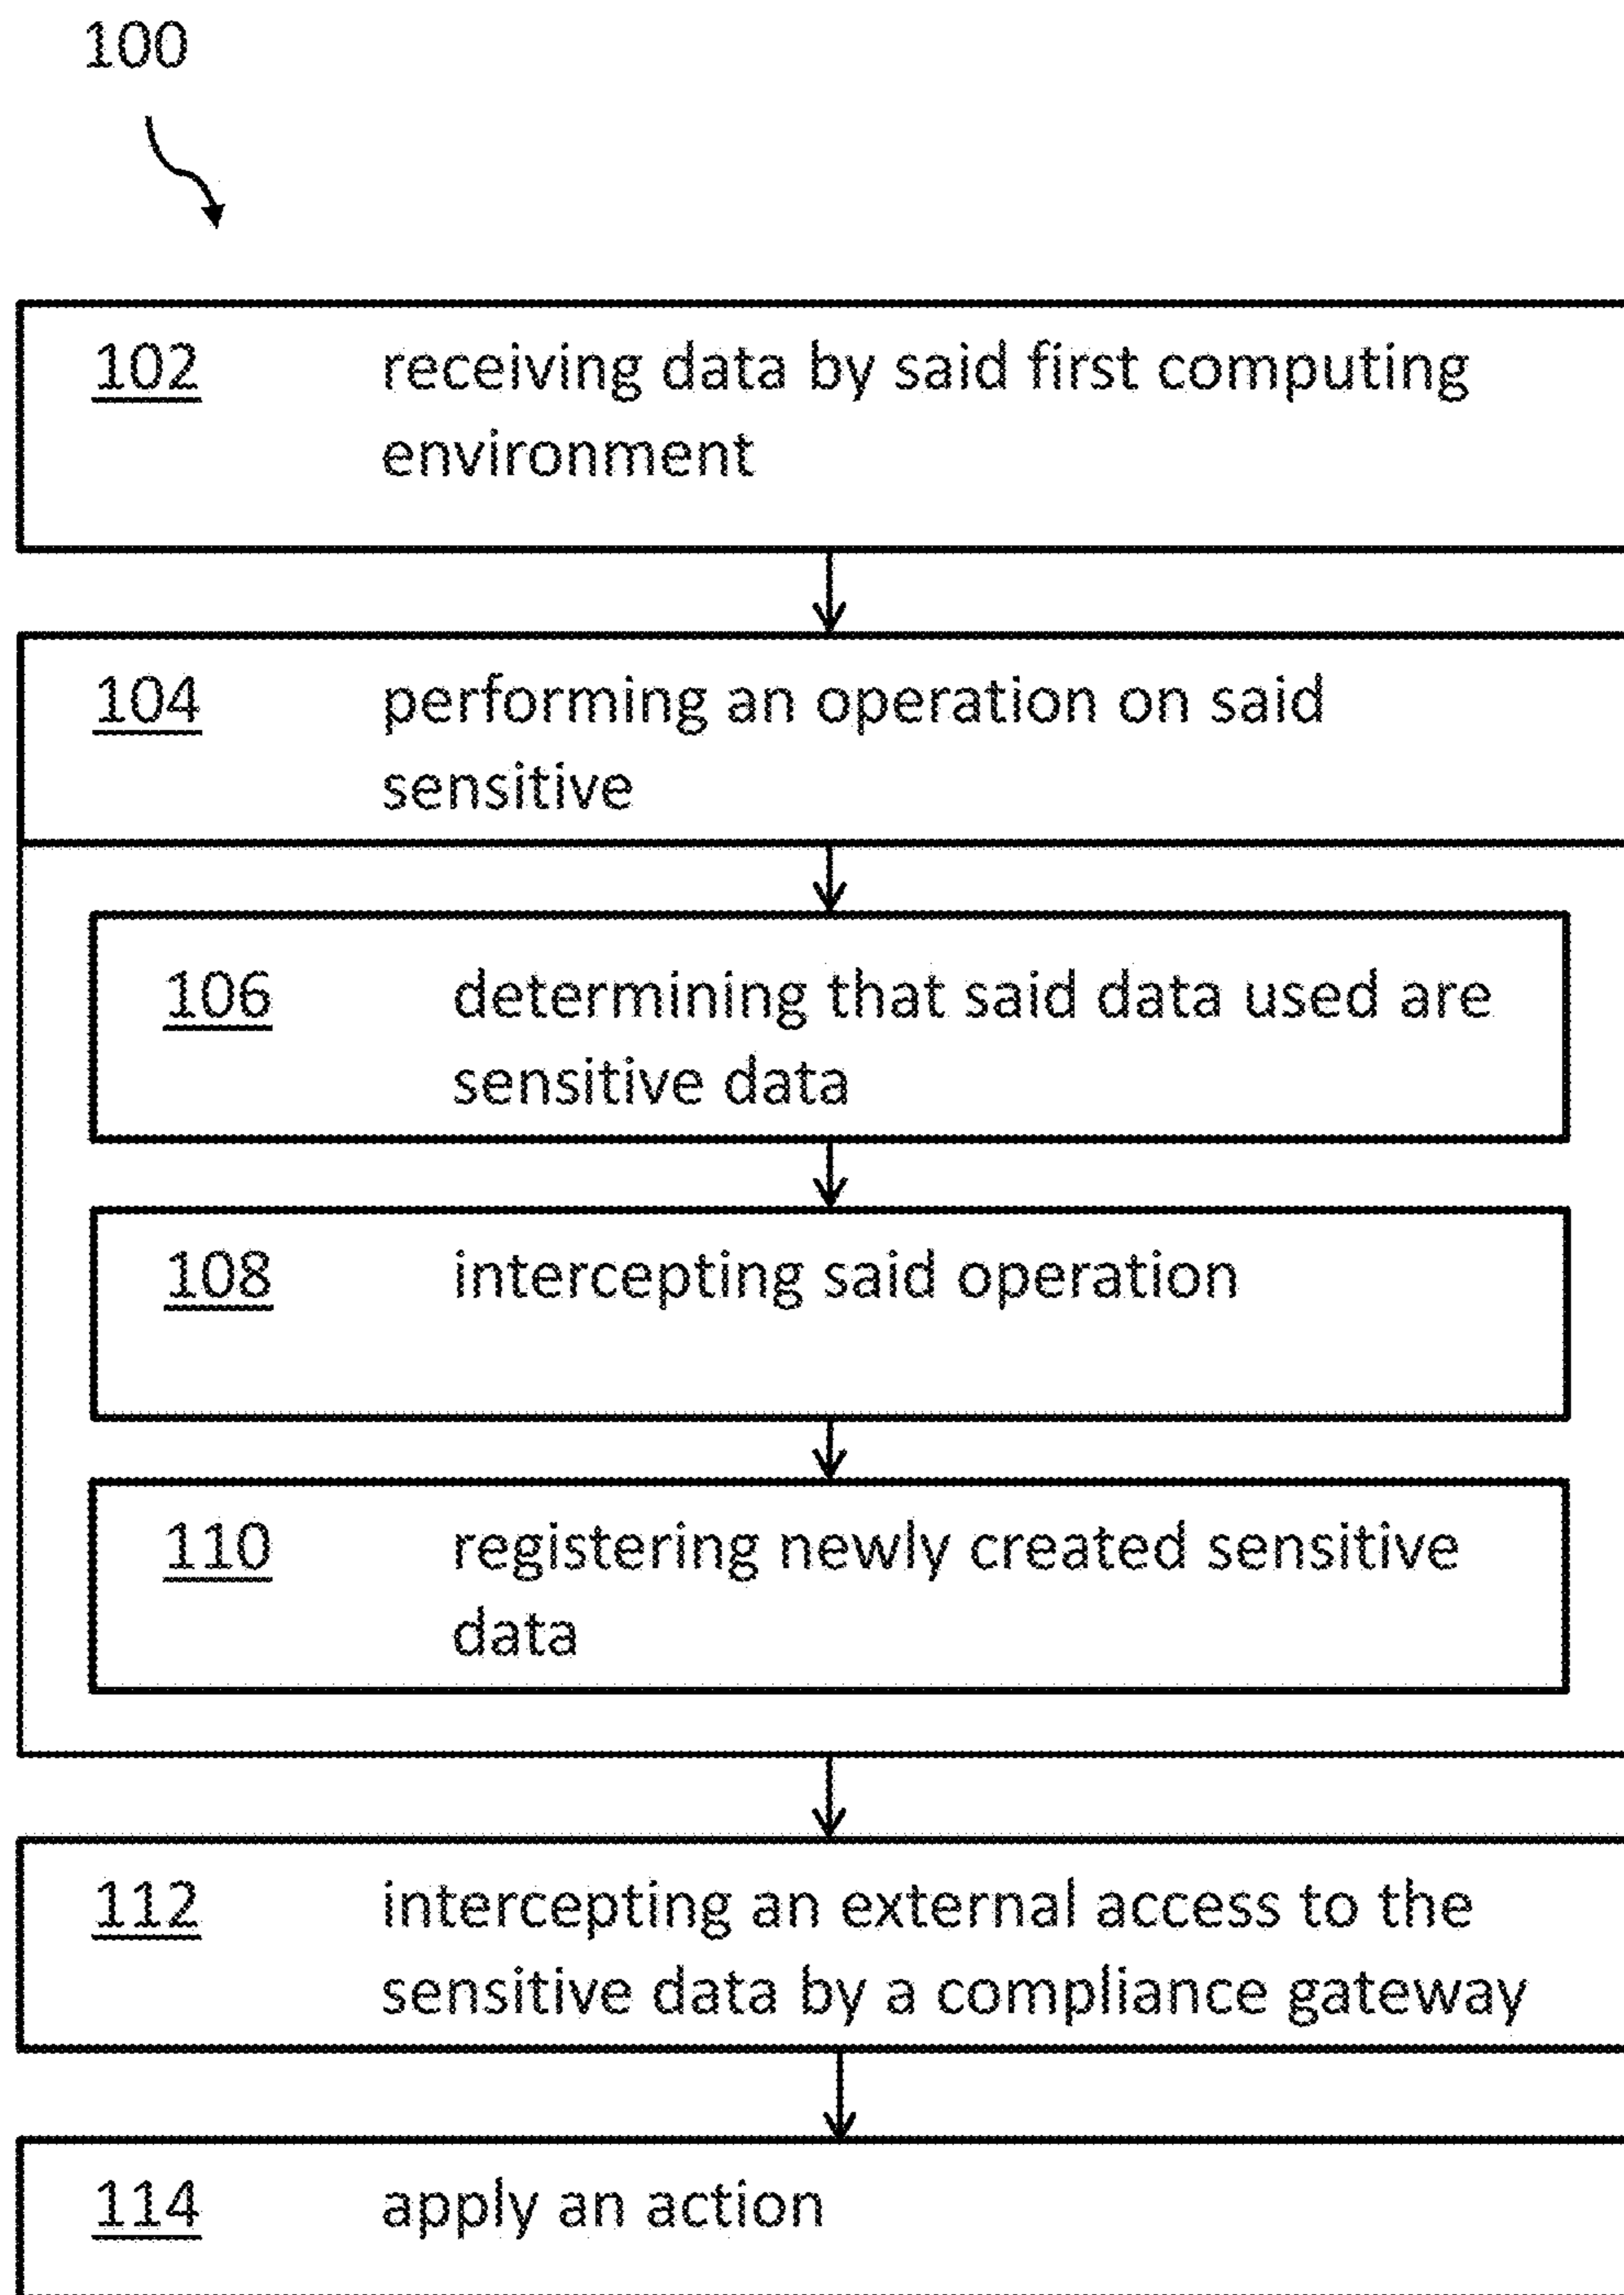 100
102 receiving data by said first computing
environment
104 performing an operation on said
sensitive
106 determining that said data used are
sensitive data
108 intercepting said operation
110 registering newly created sensitive
data
112 intercepting an external access to the
sensitive data by a compliance gateway
114 apply an action